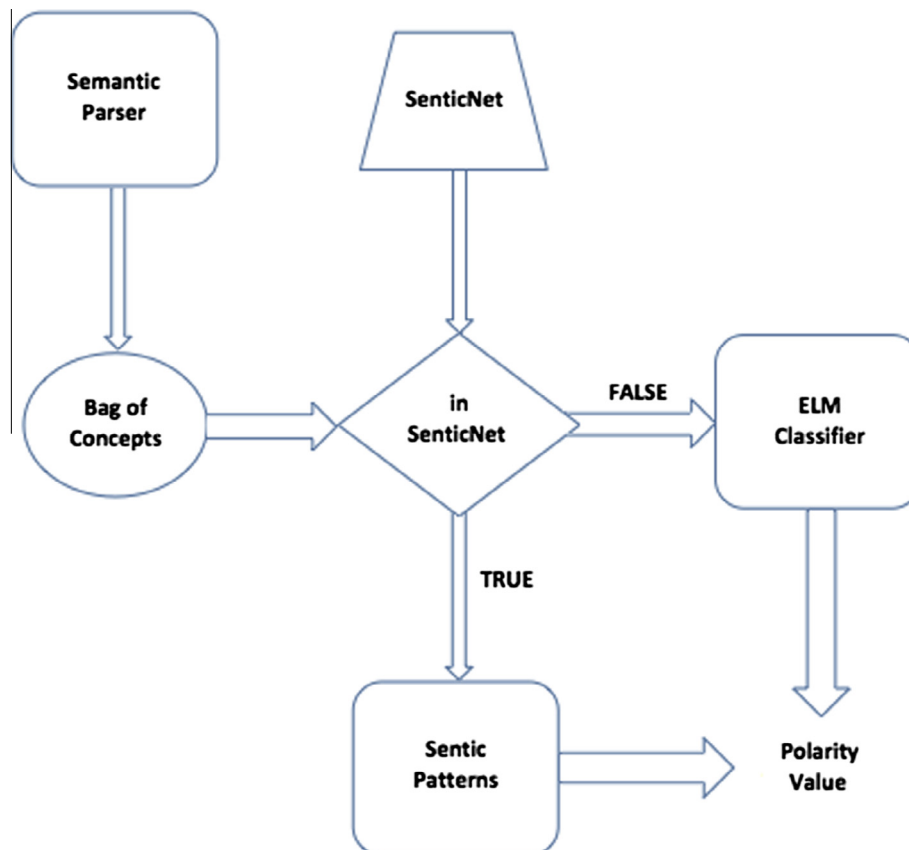 Semantic
Parser
SenticNet
Bag of
Concepts
in
SenticNet
FALSE
ELM
Classifier
TRUE
Sentic
Patterns
Polarity
Value